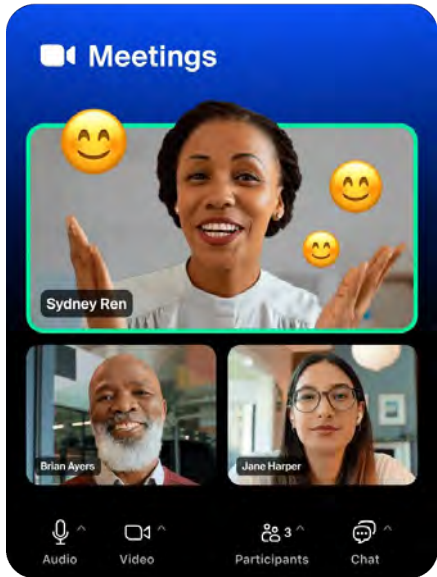 Meetings
Sydney Ren
Brian Ayers
Jane Harper
Audio
Video
3
Participants
Chat